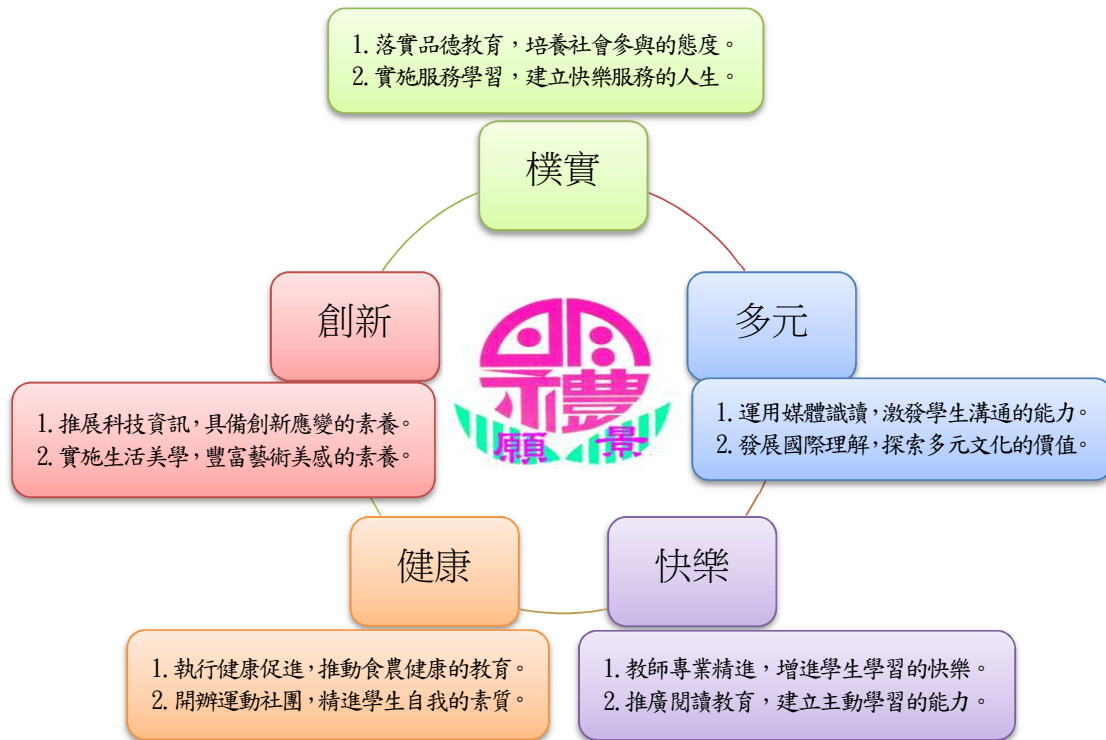 1. 落實品德教育，培養社會參與的態度。
2. 實施服務學習，建立快樂服務的人生。
樸實
創新
多元
明禮
願景
1. 推展科技資訊，具備創新應變的素養。
2. 實施生活美學，豐富藝術美感的素養。
1. 運用媒體識讀，激發學生溝通的能力。
2. 發展國際理解，探索多元文化的價值。
健康
快樂
1. 執行健康促進，推動食農健康的教育。
2. 開辦運動社團，精進學生自我的素質。
1. 教師專業精進，增進學生學習的快樂。
2. 推廣閱讀教育，建立主動學習的能力。